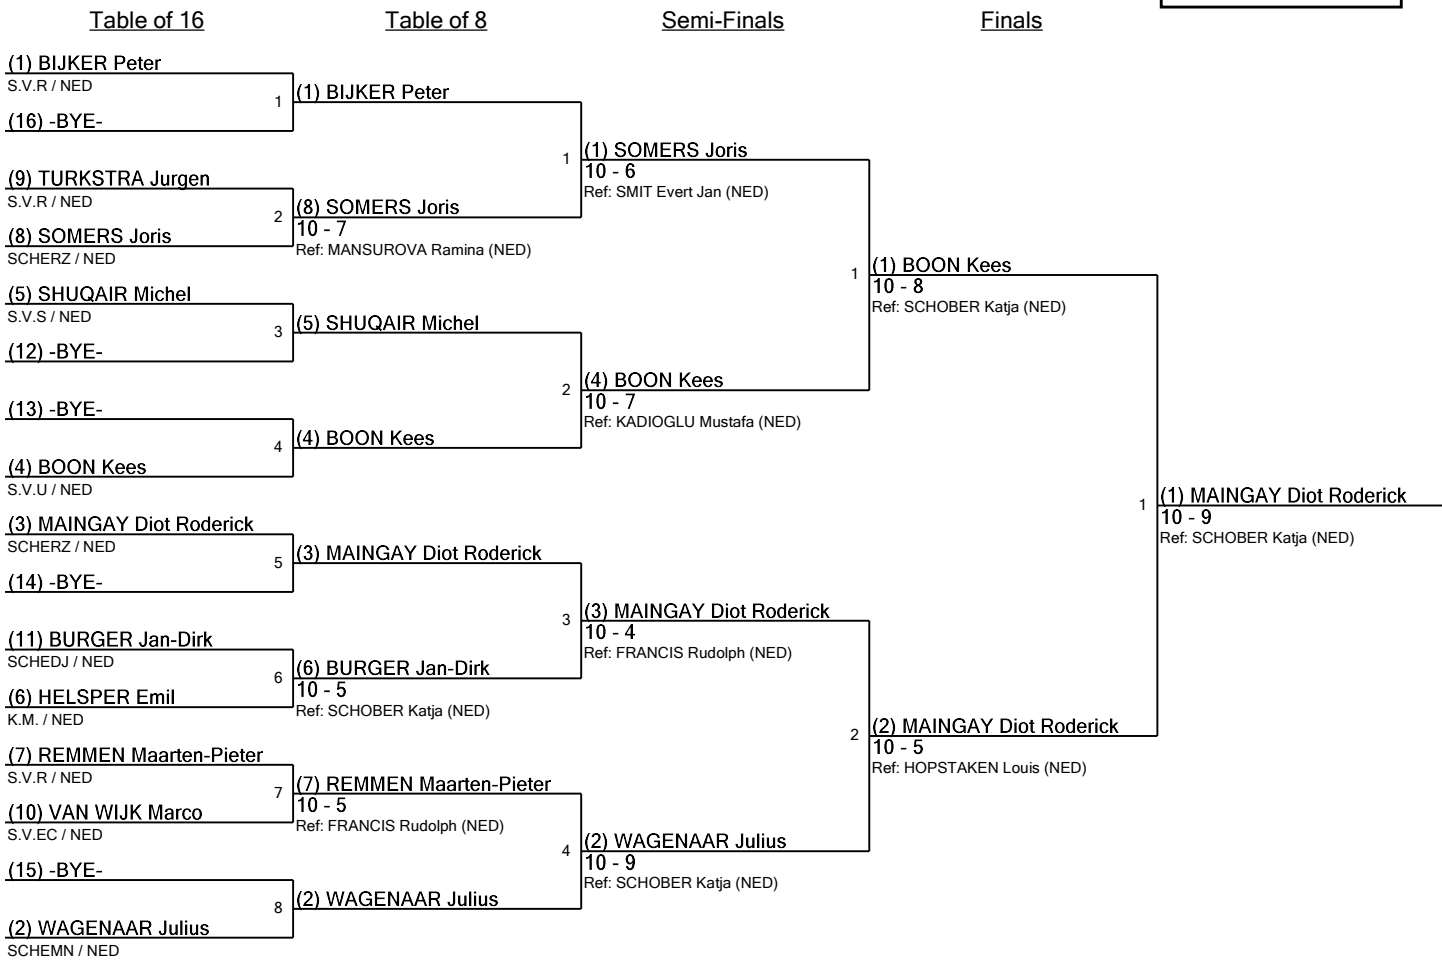 Table of 16
Table of 8
Semi-Finals
Finals
(1) BIJKER Peter
S.V.R / NED
(16) -BYE-
(9) TURKSTRA Jurgen
S.V.R / NED
(8) SOMERS Joris
SCHERZ / NED
(5) SHUQAIR Michel
S.V.S / NED
(12) -BYE-
(13) -BYE-
(4) BOON Kees
S.V.U / NED
(3) MAINGAY Diot Roderick
SCHERZ / NED
(14) -BYE-
(11) BURGER Jan-Dirk
SCHEDJ / NED
(6) HELSPER Emil
K.M. / NED
(7) REMMEN Maarten-Pieter
S.V.R / NED
(10) VAN WIJK Marco
S.V.EC / NED
(15) -BYE-
(2) WAGENAAR Julius
SCHEMN / NED
1
(1) BIJKER Peter
2
(8) SOMERS Joris
10 - 7
Ref: MANSUROVA Ramina (NED)
3
(5) SHUQAIR Michel
4
(4) BOON Kees
5
(3) MAINGAY Diot Roderick
6
(6) BURGER Jan-Dirk
10 - 5
Ref: SCHOBER Katja (NED)
7
(7) REMMEN Maarten-Pieter
10 - 5
Ref: FRANCIS Rudolph (NED)
8
(2) WAGENAAR Julius
1
(1) SOMERS Joris
10 - 6
Ref: SMIT Evert Jan (NED)
2
(4) BOON Kees
10 - 7
Ref: KADIOGLU Mustafa (NED)
3
(3) MAINGAY Diot Roderick
10 - 4
Ref: FRANCIS Rudolph (NED)
4
(2) WAGENAAR Julius
10 - 9
Ref: SCHOBER Katja (NED)
1
(1) BOON Kees
10 - 8
Ref: SCHOBER Katja (NED)
2
(2) MAINGAY Diot Roderick
10 - 5
Ref: HOPSTAKEN Louis (NED)
1
(1) MAINGAY Diot Roderick
10 - 9
Ref: SCHOBER Katja (NED)